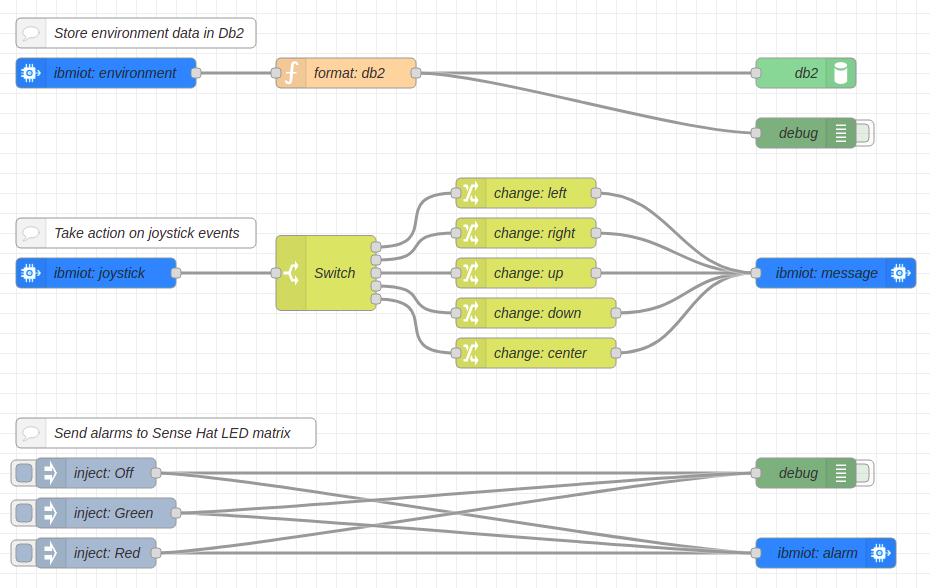 Store environment data in Db2
ibmiot: environment
format: db2
db2
debug
change: left
Take action on joystick events
change: right
ibmiot: joystick
Switch
change: up
ibmiot: message
change: down
change: center
Send alarms to Sense Hat LED matrix
inject: Off
debug
inject: Green
inject: Red
ibmiot: alarm